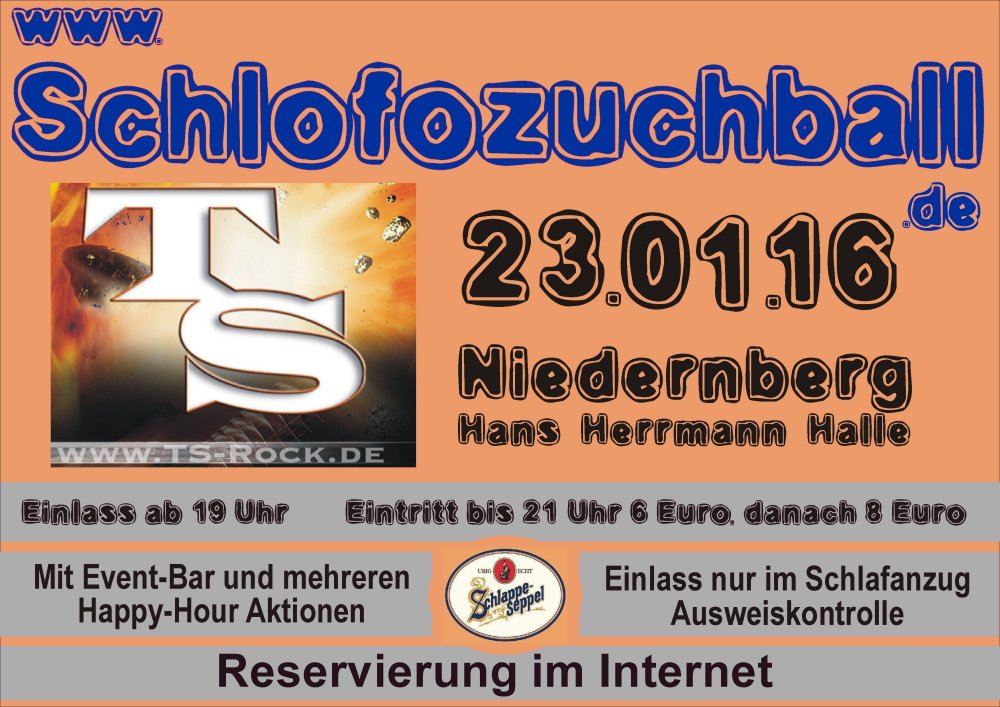 www.
Schlofozuchball
.de
TS
www.TS-Rock.de
23.01.16
Niedernberg
Hans Herrmann Halle
Einlass ab 19 Uhr
Eintritt bis 21 Uhr 6 Euro, danach 8 Euro
Mit Event-Bar und mehreren
Happy-Hour Aktionen
URIG ECHT
Schlappe-
seppel
Einlass nur im Schlafanzug
Ausweiskontrolle
Reservierung im Internet